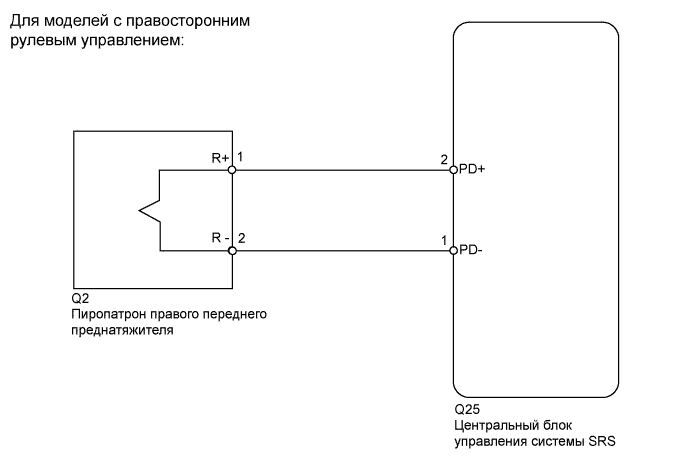 Для моделей с правосторонним
рулевым управлением:
R+ 1
2 PD+
R - 2
1 PD-
Q2
Пиропатрон правого переднего
преднатяжителя
Q25
Центральный блок
управления системы SRS